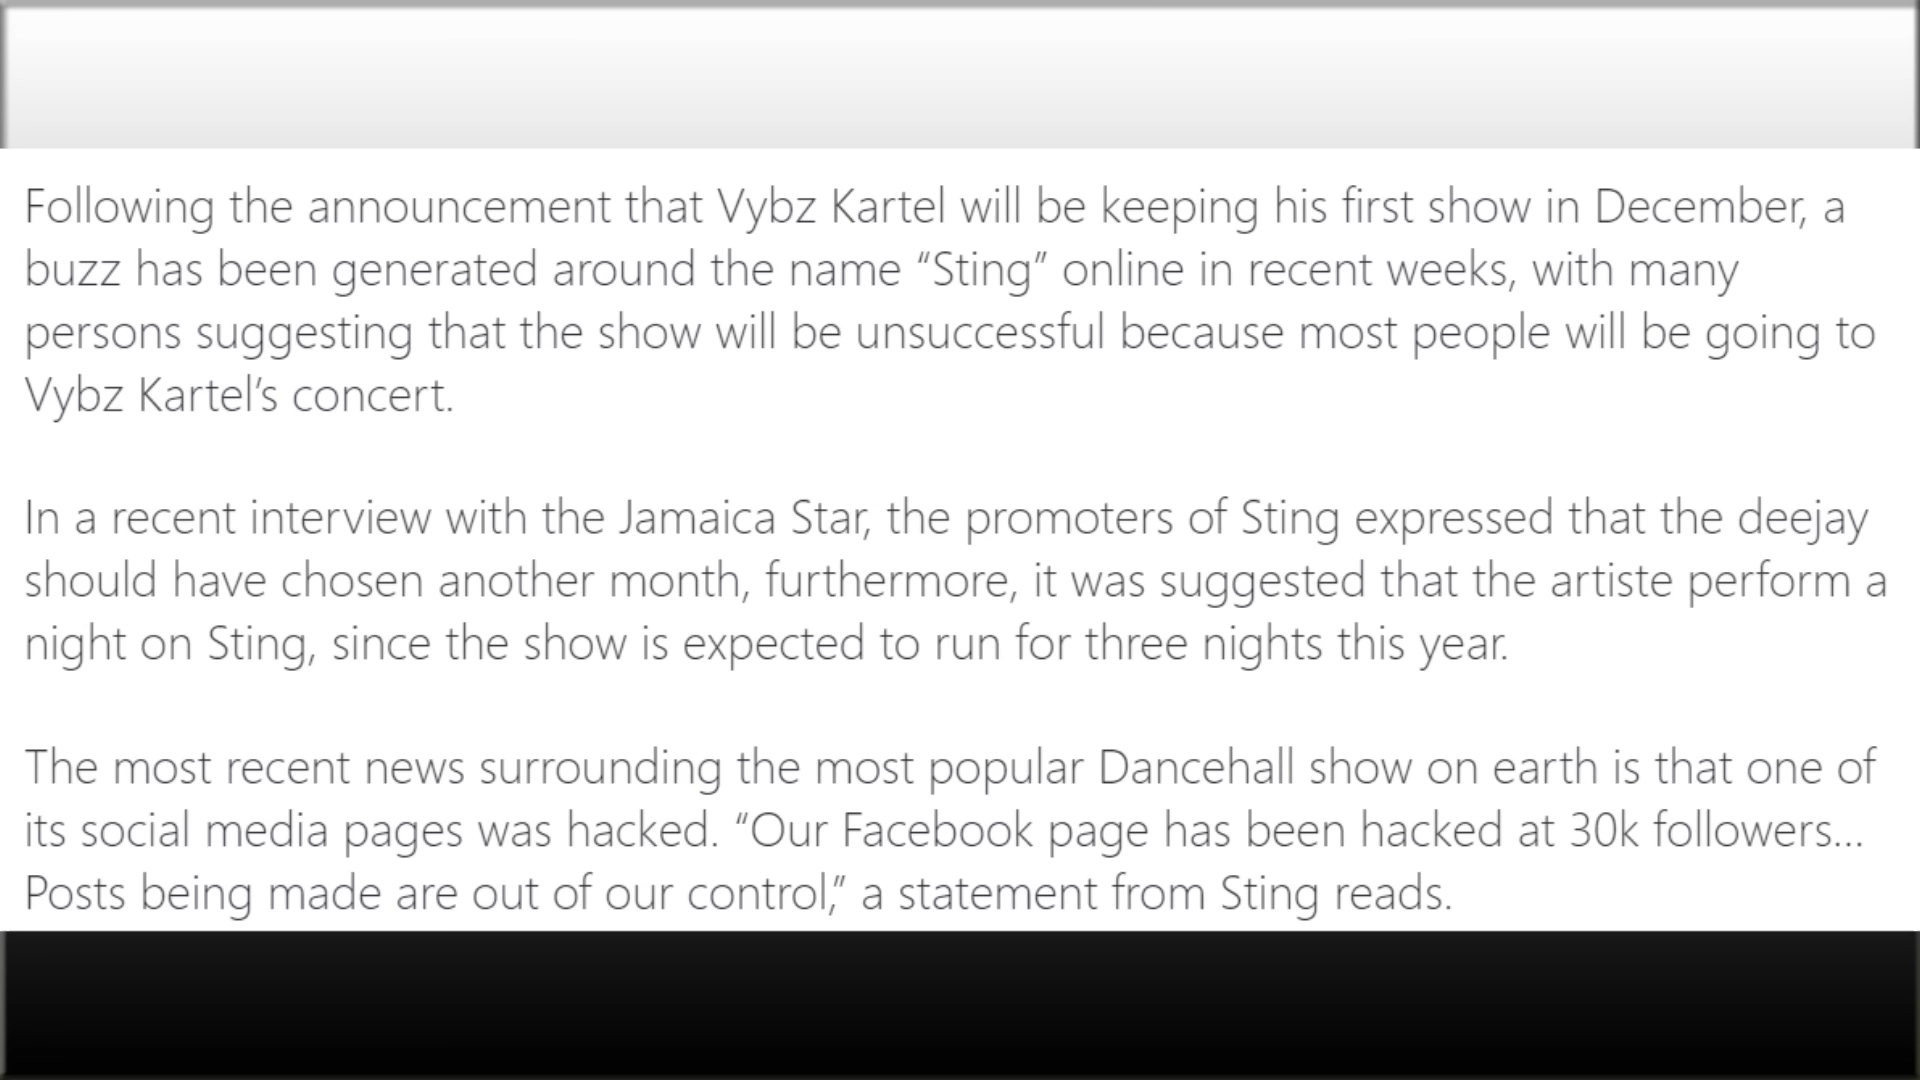 Following the announcement that Vybz Kartel will be keeping his first show in December, a
buzz has been generated around the name “Sting” online in recent weeks, with many
persons suggesting that the show will be unsuccessful because most people will be going to
Vybz Kartel’s concert.
In a recent interview with the Jamaica Star, the promoters of Sting expressed that the deejay
should have chosen another month, furthermore, it was suggested that the artiste perform a
night on Sting, since the show is expected to run for three nights this year.
The most recent news surrounding the most popular Dancehall show on earth is that one of
its social media pages was hacked. “Our Facebook page has been hacked at 30k followers...
Posts being made are out of our control,” a statement from Sting reads.